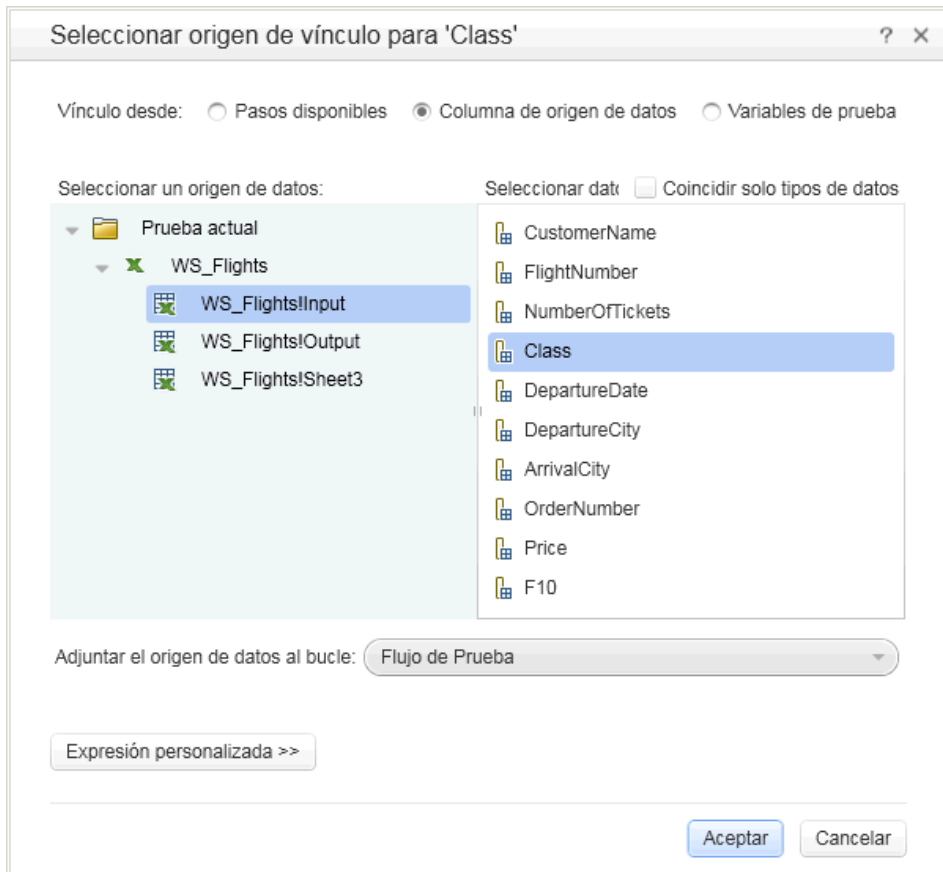 Seleccionar origen de vínculo para 'Class' ? ×
Vínculo desde: Pasos disponibles Columna de origen de datos Variables de prueba
Seleccionar un origen de datos: Seleccionar dat Coincidir solo tipos de datos
Prueba actual
WS_Flights
WS_Flights!Input
WS_Flights!Output
WS_Flights!Sheet3
CustomerName
FlightNumber
NumberOfTickets
Class
DepartureDate
DepartureCity
ArrivalCity
OrderNumber
Price
F10
Adjuntar el origen de datos al bucle: Flujo de Prueba
Expresión personalizada >>
Aceptar Cancelar